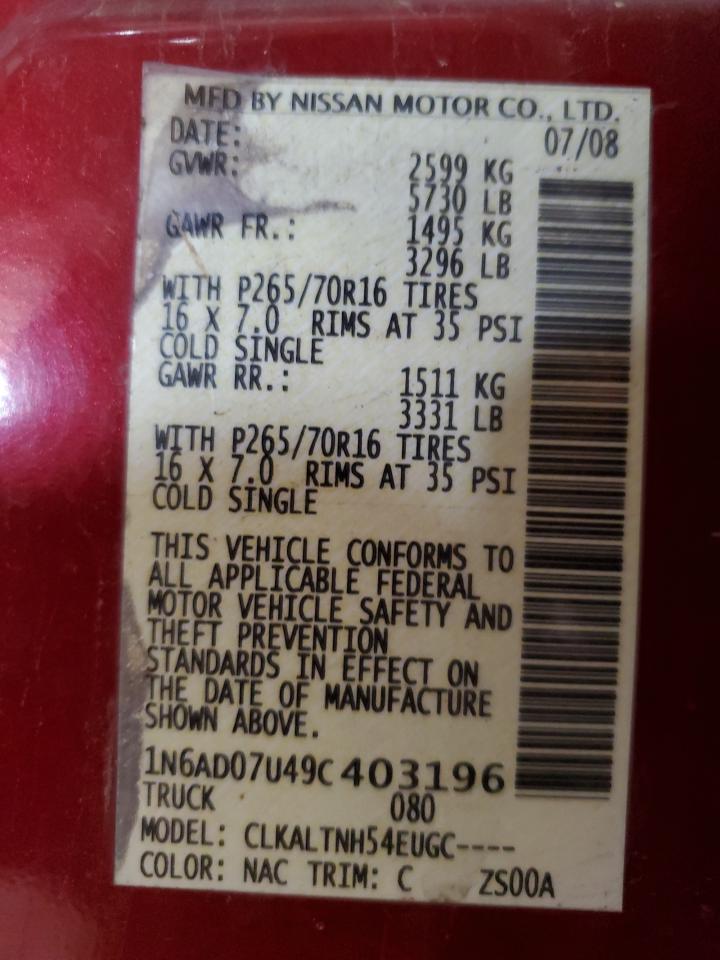 MFD BY NISSAN MOTOR CO., LTD.
DATE: 07/08
GVWR: 2599 KG
5730 LB
GAWR FR.: 1495 KG
3296 LB
WITH P265/70R16 TIRES
16 X 7.0 RIMS AT 35 PSI
COLD SINGLE
GAWR RR.: 1511 KG
3331 LB
WITH P265/70R16 TIRES
16 X 7.0 RIMS AT 35 PSI
COLD SINGLE
THIS VEHICLE CONFORMS TO
ALL APPLICABLE FEDERAL
MOTOR VEHICLE SAFETY AND
THEFT PREVENTION
STANDARDS IN EFFECT ON
THE DATE OF MANUFACTURE
SHOWN ABOVE.
1N6AD07U49C403196
TRUCK 080
MODEL: CLKALTNH54EUGC----
COLOR: NAC TRIM: C ZS00A